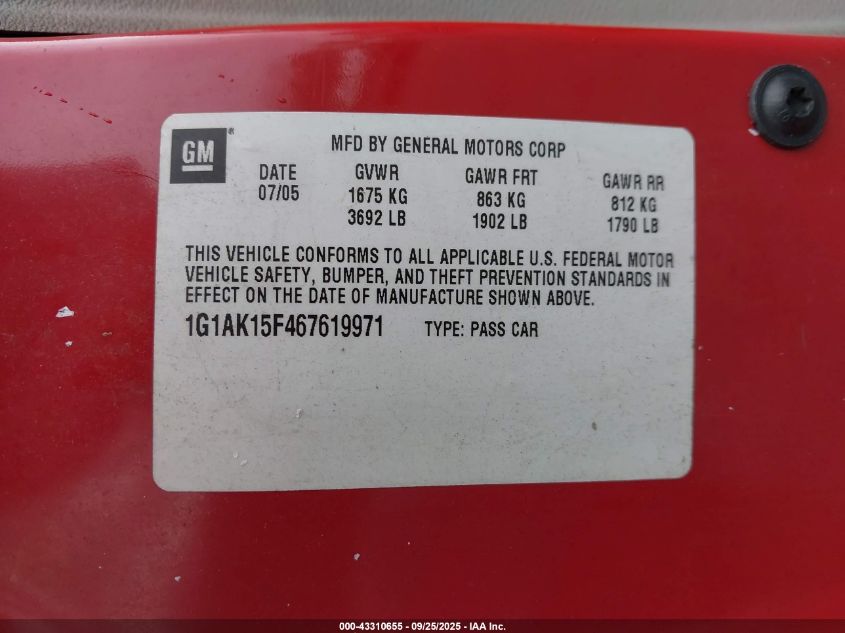 GM®
MFD BY GENERAL MOTORS CORP
DATE GVWR GAWR FRT GAWR RR
07/05 1675 KG 863 KG 812 KG
3692 LB 1902 LB 1790 LB
THIS VEHICLE CONFORMS TO ALL APPLICABLE U.S. FEDERAL MOTOR
VEHICLE SAFETY, BUMPER, AND THEFT PREVENTION STANDARDS IN
EFFECT ON THE DATE OF MANUFACTURE SHOWN ABOVE.
1G1AK15F467619971 TYPE: PASS CAR
000-43310655 - 09/25/2025 - IAA Inc.